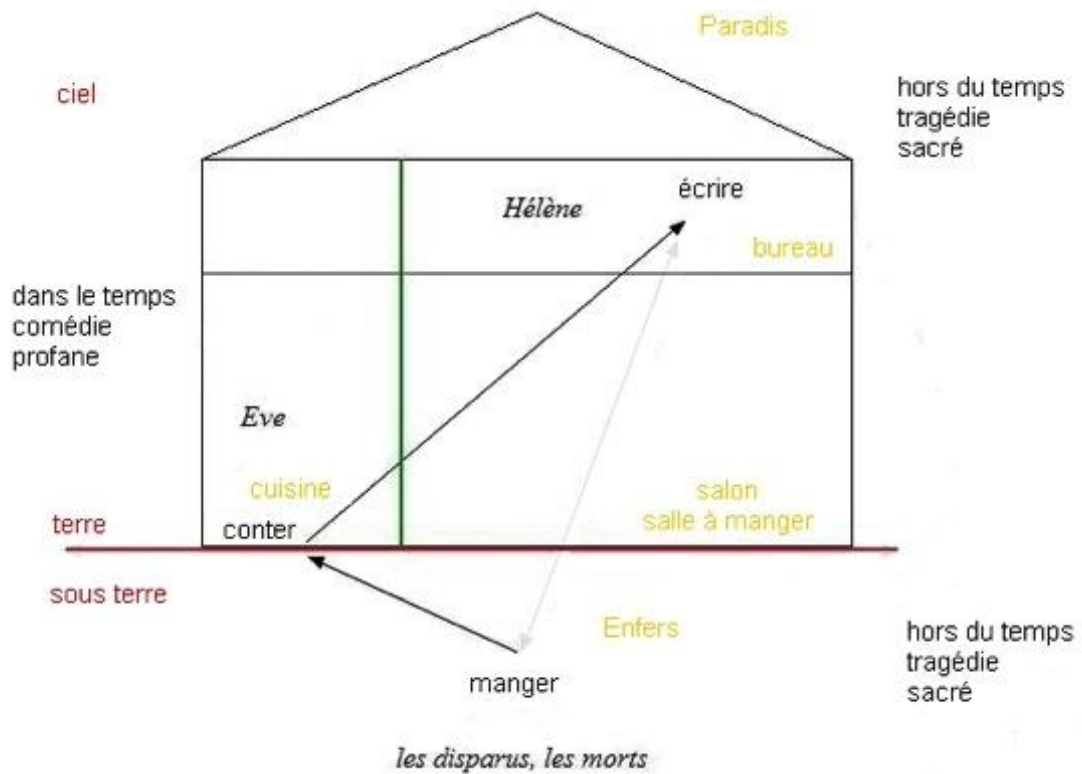 Paradis
ciel
hors du temps
tragédie
sacré
écrire
Hélène
bureau
dans le temps
comédie
profane
Eve
cuisine
salon
salle à manger
terre
conter
sous terre
Enfers
hors du temps
tragédie
sacré
manger
les disparus, les morts